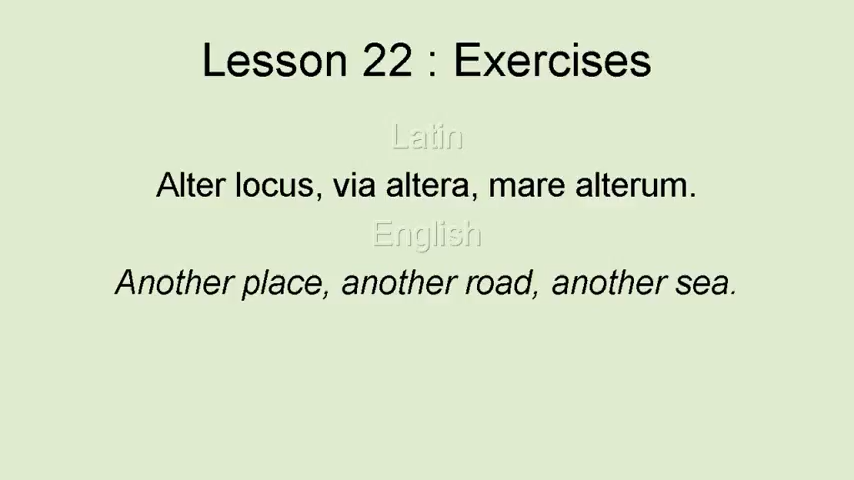 Lesson 22 : Exercises
Latin
Alter locus, via altera, mare alterum.
English
Another place, another road, another sea.